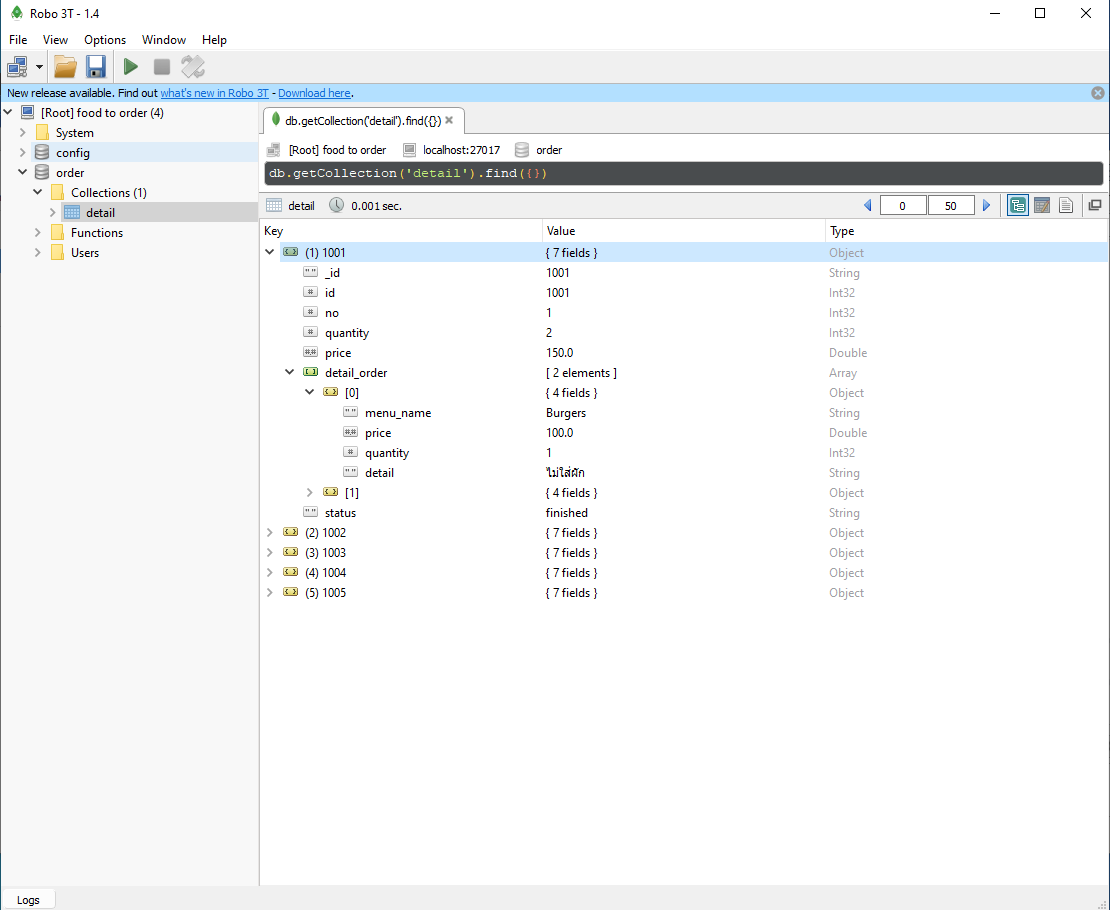 Robo 3T - 1.4
File View Options Window Help
New release available. Find out what's new in Robo 3T - Download here.
[Root] food to order (4)
System
config
order
Collections (1)
detail
Functions
Users
db.getCollection('detail').find({})
[Root] food to order localhost:27017 order
db.getCollection('detail').find({})
detail 0.001 sec. 0 50
Key Value Type
(1) 1001 { 7 fields } Object
_id 1001 String
id 1001 Int32
no 1 Int32
quantity 2 Int32
price 150.0 Double
detail_order [ 2 elements ] Array
[0] { 4 fields } Object
menu_name Burgers String
price 100.0 Double
quantity 1 Int32
detail ไม่ใส่ผัก String
[1] { 4 fields } Object
status finished String
(2) 1002 { 7 fields } Object
(3) 1003 { 7 fields } Object
(4) 1004 { 7 fields } Object
(5) 1005 { 7 fields } Object
Logs